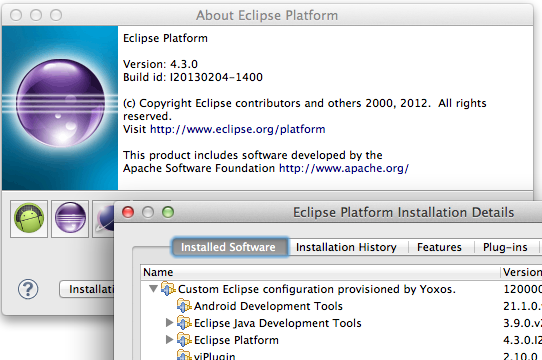 About Eclipse Platform
Eclipse Platform
Version: 4.3.0
Build id: I20130204-1400
(c) Copyright Eclipse contributors and others 2000, 2012.  All rights
reserved.
Visit http://www.eclipse.org/platform
This product includes software developed by the
Apache Software Foundation http://www.apache.org/
?
Eclipse Platform Installation Details
Installed Software Installation History Features Plug-ins
Name Version
Custom Eclipse configuration provisioned by Yoxos. 120000
Android Development Tools 21.1.0.
Eclipse Java Development Tools 3.9.0.v
Eclipse Platform 4.3.0.I2
viPlugin 2.10.0